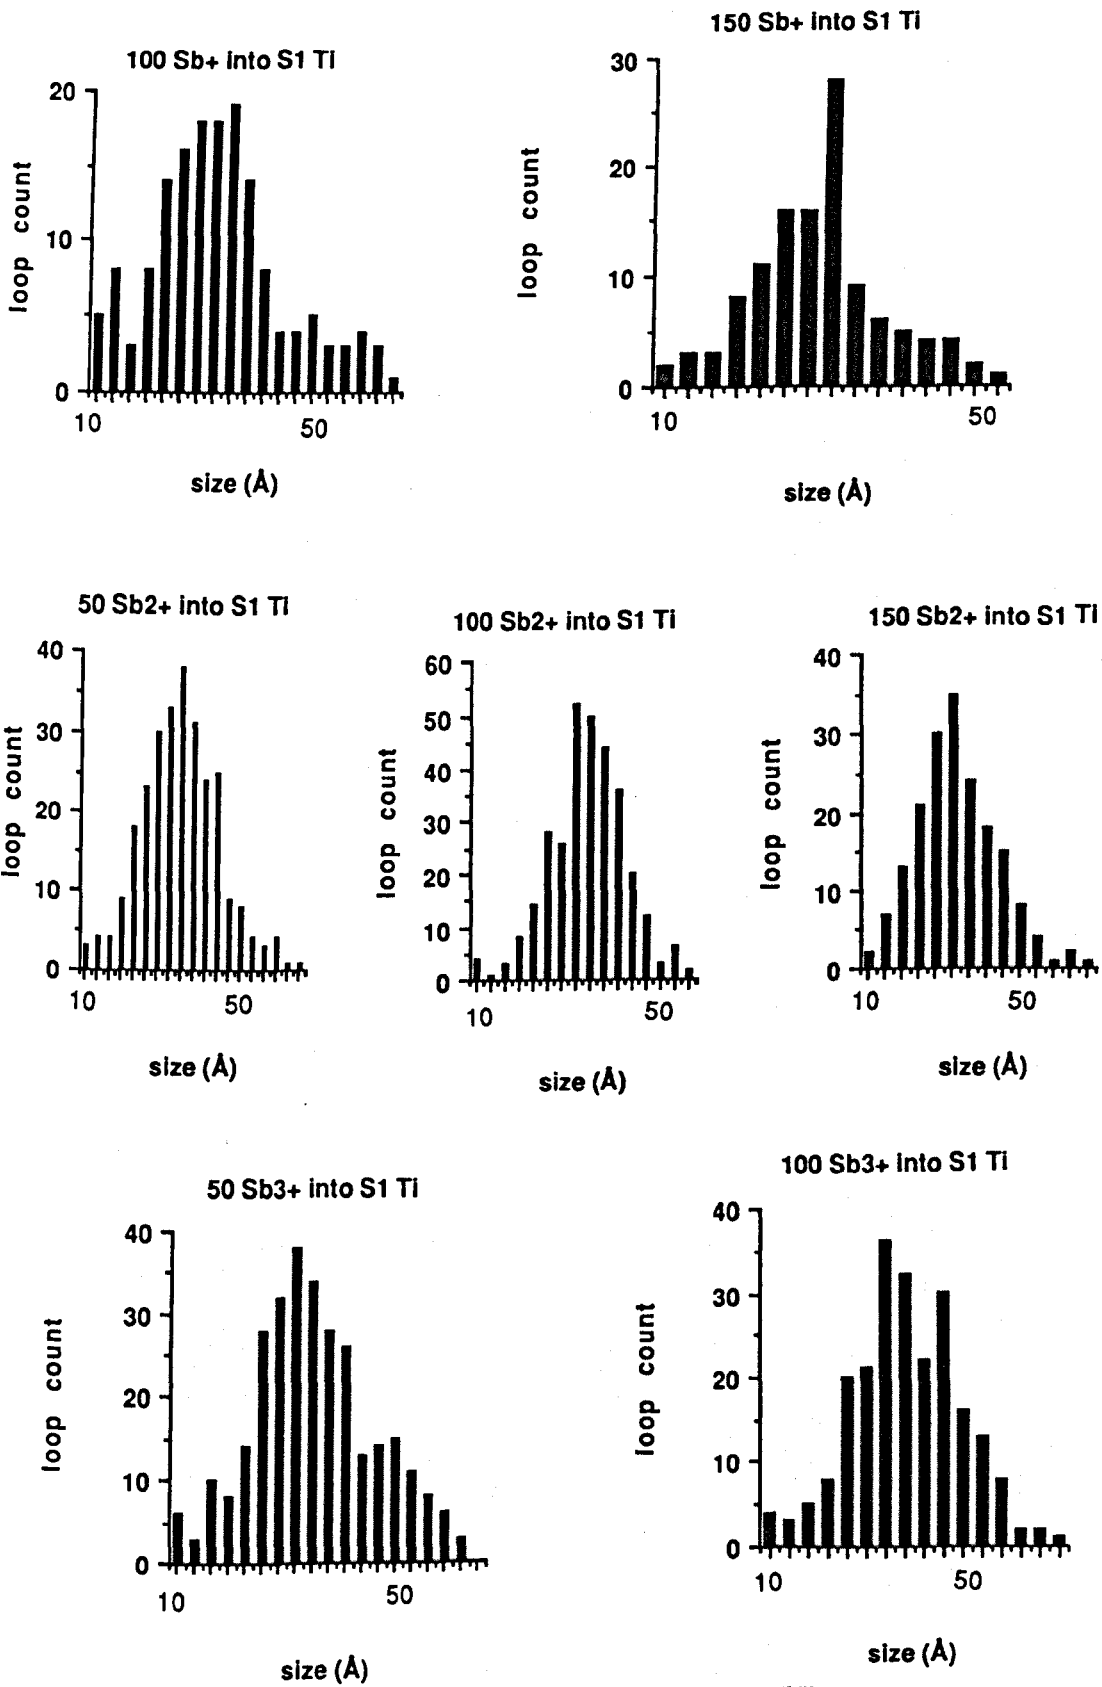 100 Sb+ into S1 Ti
20
10
0
loop count
10 50
size (Å)
150 Sb+ into S1 Ti
30
20
10
0
loop count
10 50
size (Å)
50 Sb2+ into S1 Ti
40
30
20
10
0
loop count
10 50
size (Å)
100 Sb2+ into S1 Ti
60
50
40
30
20
10
0
loop count
10 50
size (Å)
150 Sb2+ into S1 Ti
40
30
20
10
0
loop count
10 50
size (Å)
50 Sb3+ into S1 Ti
40
30
20
10
0
loop count
10 50
size (Å)
100 Sb3+ into S1 Ti
40
30
20
10
0
loop count
10 50
size (Å)